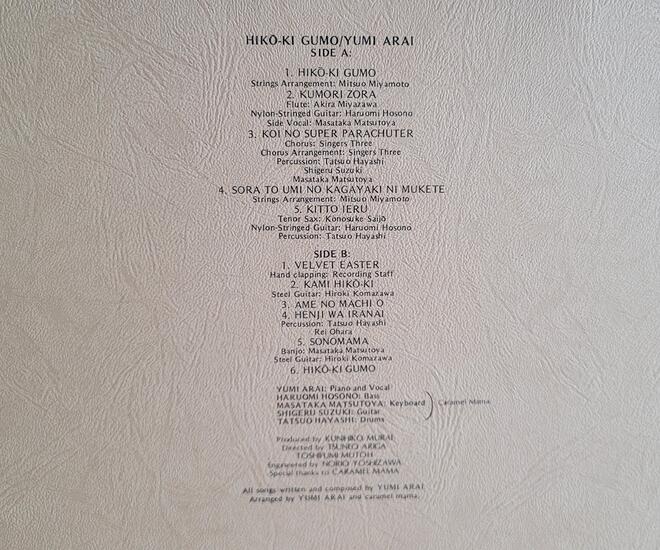 HIKŌ-KI GUMO/YUMI ARAI
SIDE A:
1. HIKŌ-KI GUMO
Strings Arrangement: Mitsuo Miyamoto
2. KUMORI ZORA
Flute: Akira Miyazawa
Nylon-Stringed Guitar: Haruomi Hosono
Side Vocal: Masataka Matsutoya
3. KOI NO SUPER PARACHUTER
Chorus: Singers Three
Chorus Arrangement: Singers Three
Percussion: Tatsuo Hayashi
Shigeru Suzuki
Masataka Matsutoya
4. SORA TO UMI NO KAGAYAKI NI MUKETE
Strings Arrangement: Mitsuo Miyamoto
5. KITTO IERU
Tenor Sax: Konosuke Saijō
Nylon-Stringed Guitar: Haruomi Hosono
Percussion: Tatsuo Hayashi
SIDE B:
1. VELVET EASTER
Hand clapping: Recording Staff
2. KAMI HIKŌ-KI
Steel Guitar: Hiroki Komazawa
3. AME NO MACHI O
4. HENJI WA IRANAI
Percussion: Tatsuo Hayashi
Rei Ohara
5. SONOMAMA
Banjo: Masataka Matsutoya
Steel Guitar: Hiroki Komazawa
6. HIKŌ-KI GUMO
YUMI ARAI: Piano and Vocal
HARUOMI HOSONO: Bass
MASATAKA MATSUTOYA: Keyboard
SHIGERU SUZUKI: Guitar
TATSUO HAYASHI: Drums
Caramel Mama
Produced by KUNIHIKO MURAI
Directed by TSUNEO ARIGA
TOSHIFUMI MUTOH
Engineered by NORIO YOSHIZAWA
Special thanks to CARAMEL MAMA
All songs written and composed by YUMI ARAI
Arranged by YUMI ARAI and caramel mama.